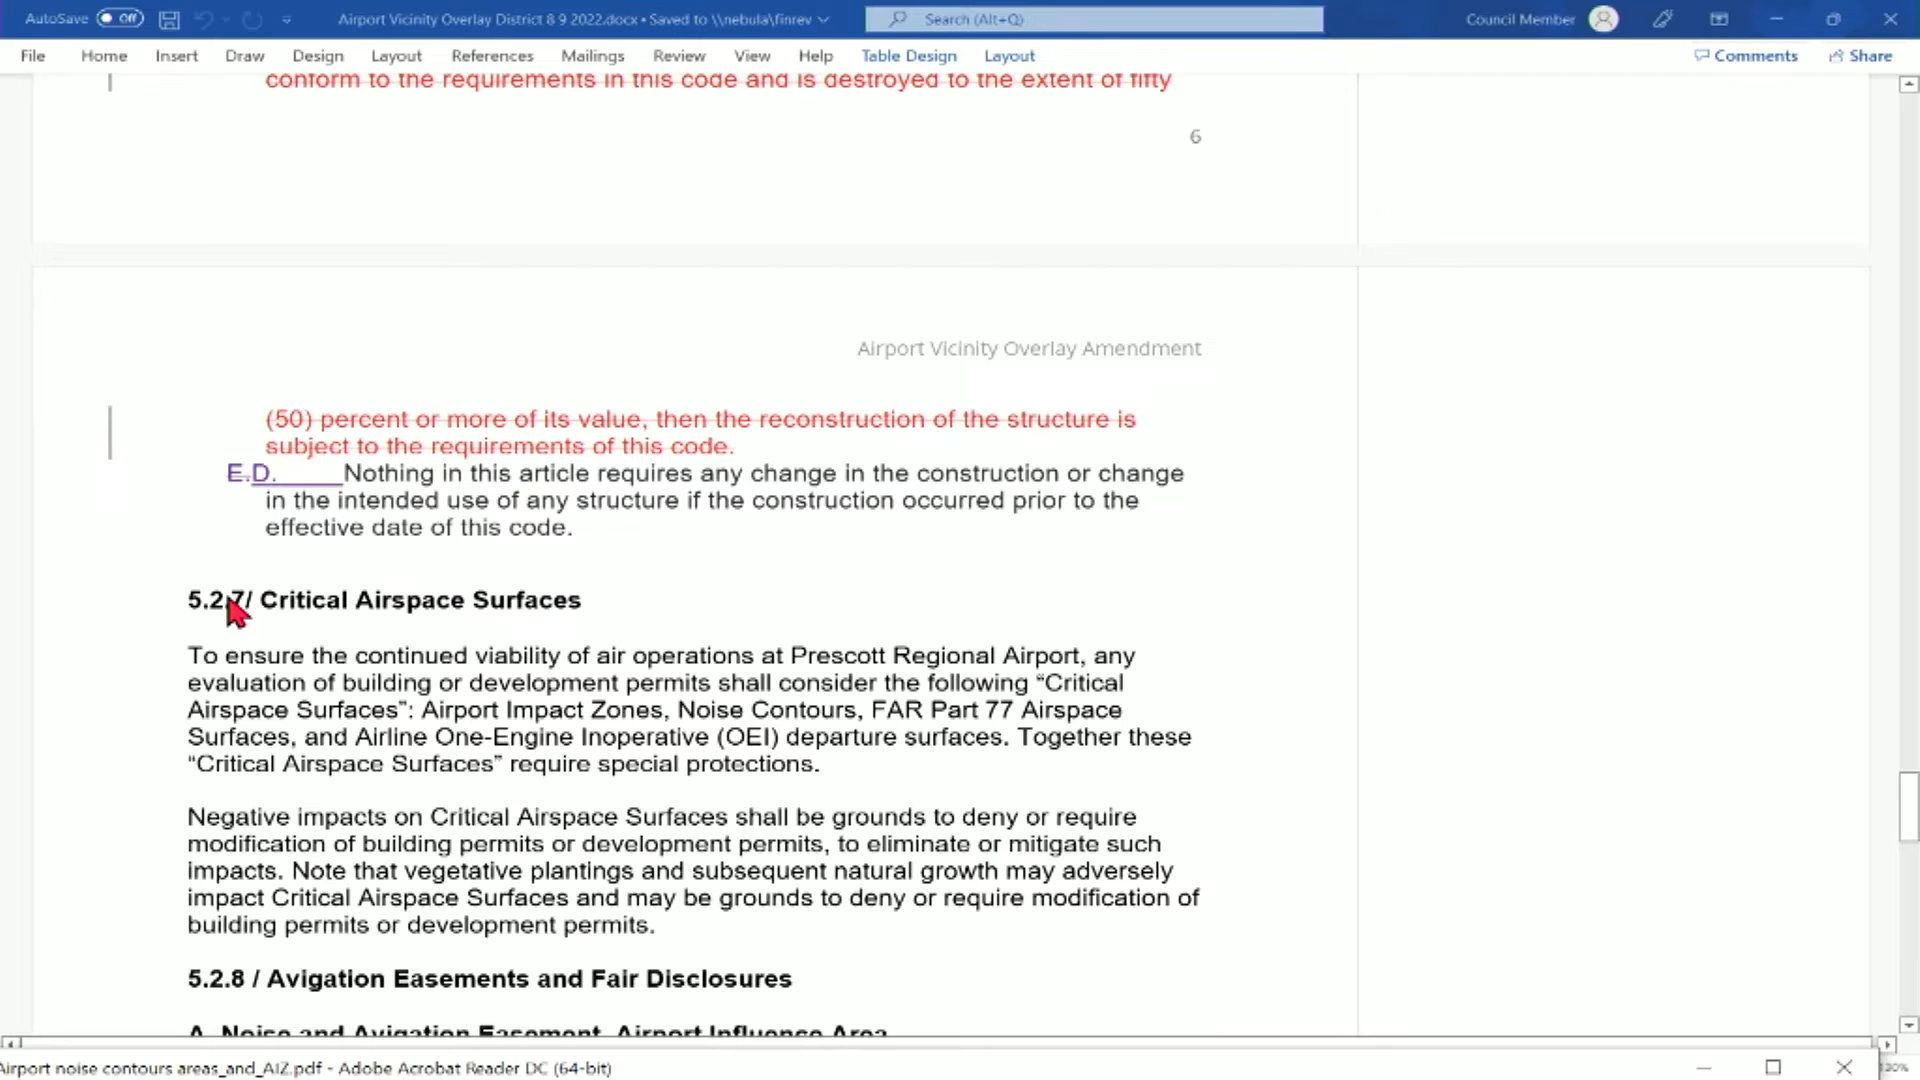 AutoSave Off Airport Vicinity Overlay District 8 9 2022.docx • Saved to \\nebula\finrev Search (Alt+Q) Council Member
File Home Insert Draw Design Layout References Mailings Review View Help Table Design Layout Comments Share
conform to the requirements in this code and is destroyed to the extent of fifty
6
Airport Vicinity Overlay Amendment
(50) percent or more of its value, then the reconstruction of the structure is
subject to the requirements of this code.
E.D. Nothing in this article requires any change in the construction or change
in the intended use of any structure if the construction occurred prior to the
effective date of this code.
5.2.7/ Critical Airspace Surfaces
To ensure the continued viability of air operations at Prescott Regional Airport, any
evaluation of building or development permits shall consider the following “Critical
Airspace Surfaces”: Airport Impact Zones, Noise Contours, FAR Part 77 Airspace
Surfaces, and Airline One-Engine Inoperative (OEI) departure surfaces. Together these
“Critical Airspace Surfaces” require special protections.
Negative impacts on Critical Airspace Surfaces shall be grounds to deny or require
modification of building permits or development permits, to eliminate or mitigate such
impacts. Note that vegetative plantings and subsequent natural growth may adversely
impact Critical Airspace Surfaces and may be grounds to deny or require modification of
building permits or development permits.
5.2.8 / Avigation Easements and Fair Disclosures
A. Noise and Avigation Easement, Airport Influence Area
Airport noise contours areas_and_AIZ.pdf - Adobe Acrobat Reader DC (64-bit)